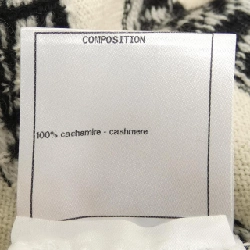 COMPOSITION
100% cachemire - cashmere